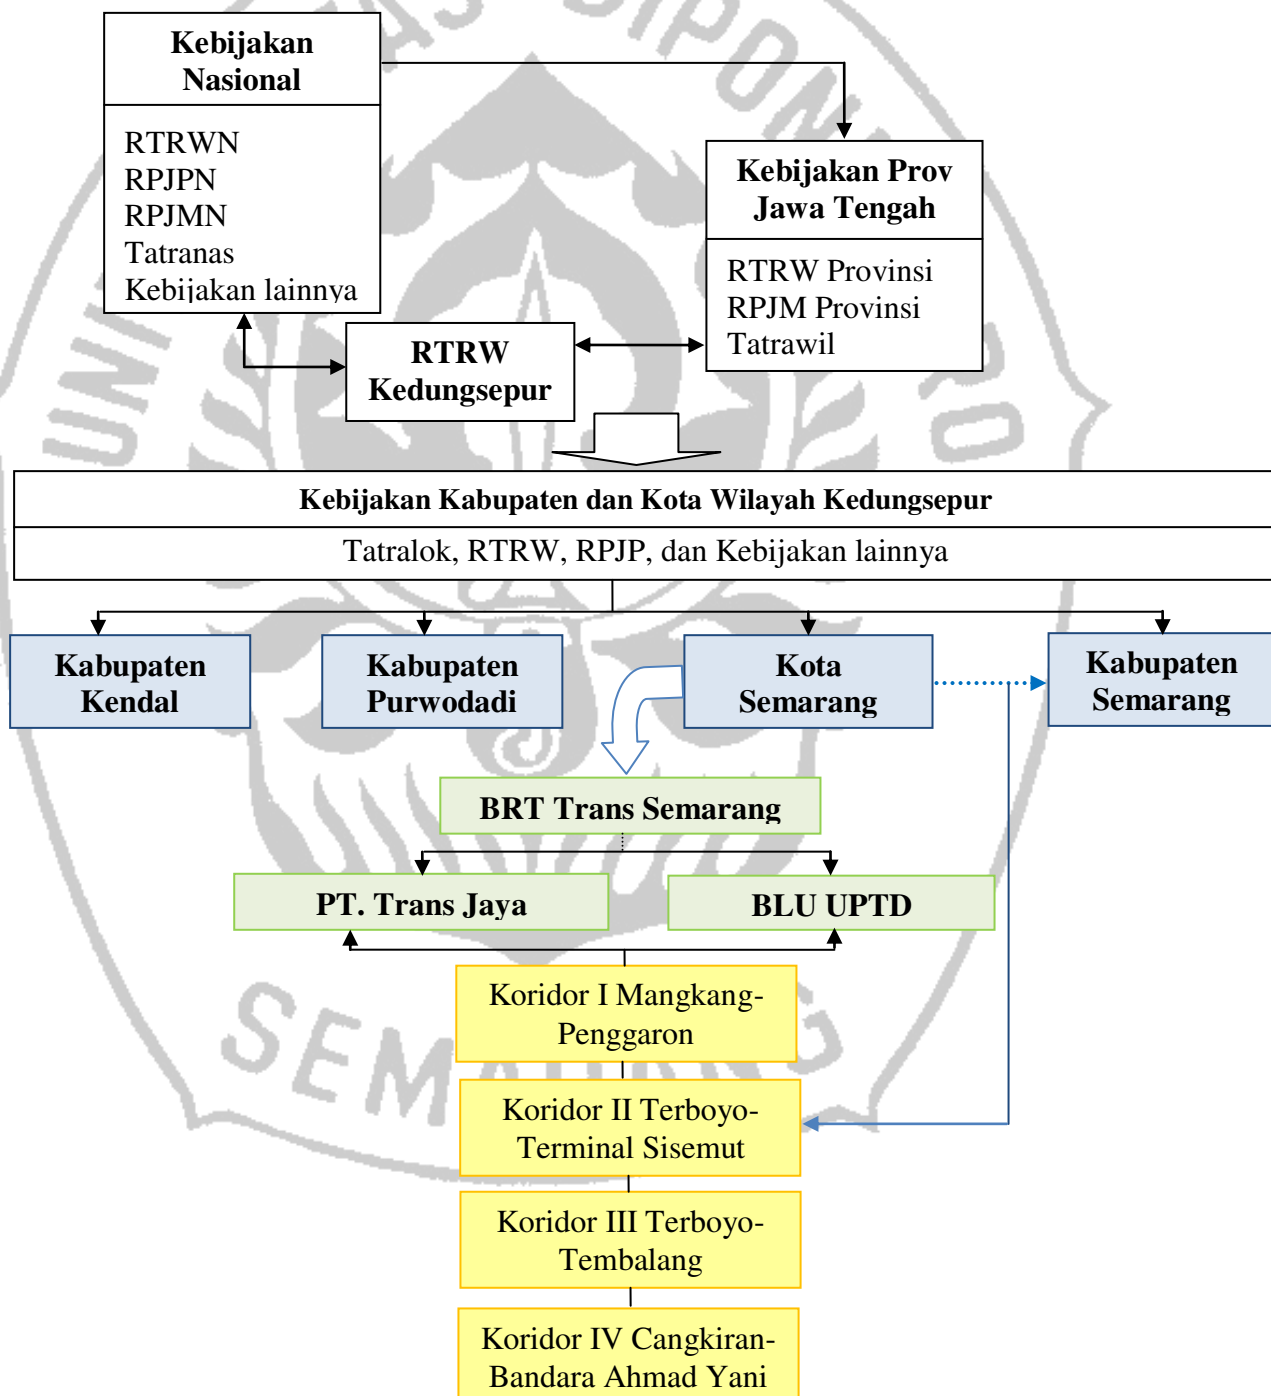 Kebijakan
Nasional
RTRWN
RPJPN
RPJMN
Tatranas
Kebijakan lainnya
Kebijakan Prov
Jawa Tengah
RTRW Provinsi
RPJM Provinsi
Tatrawil
RTRW
Kedungsepur
Kebijakan Kabupaten dan Kota Wilayah Kedungsepur
Tatralok, RTRW, RPJP, dan Kebijakan lainnya
Kabupaten
Kendal
Kabupaten
Purwodadi
Kota
Semarang
Kabupaten
Semarang
BRT Trans Semarang
PT. Trans Jaya
BLU UPTD
Koridor I Mangkang-
Penggaron
Koridor II Terboyo-
Terminal Sisemut
Koridor III Terboyo-
Tembalang
Koridor IV Cangkiran-
Bandara Ahmad Yani